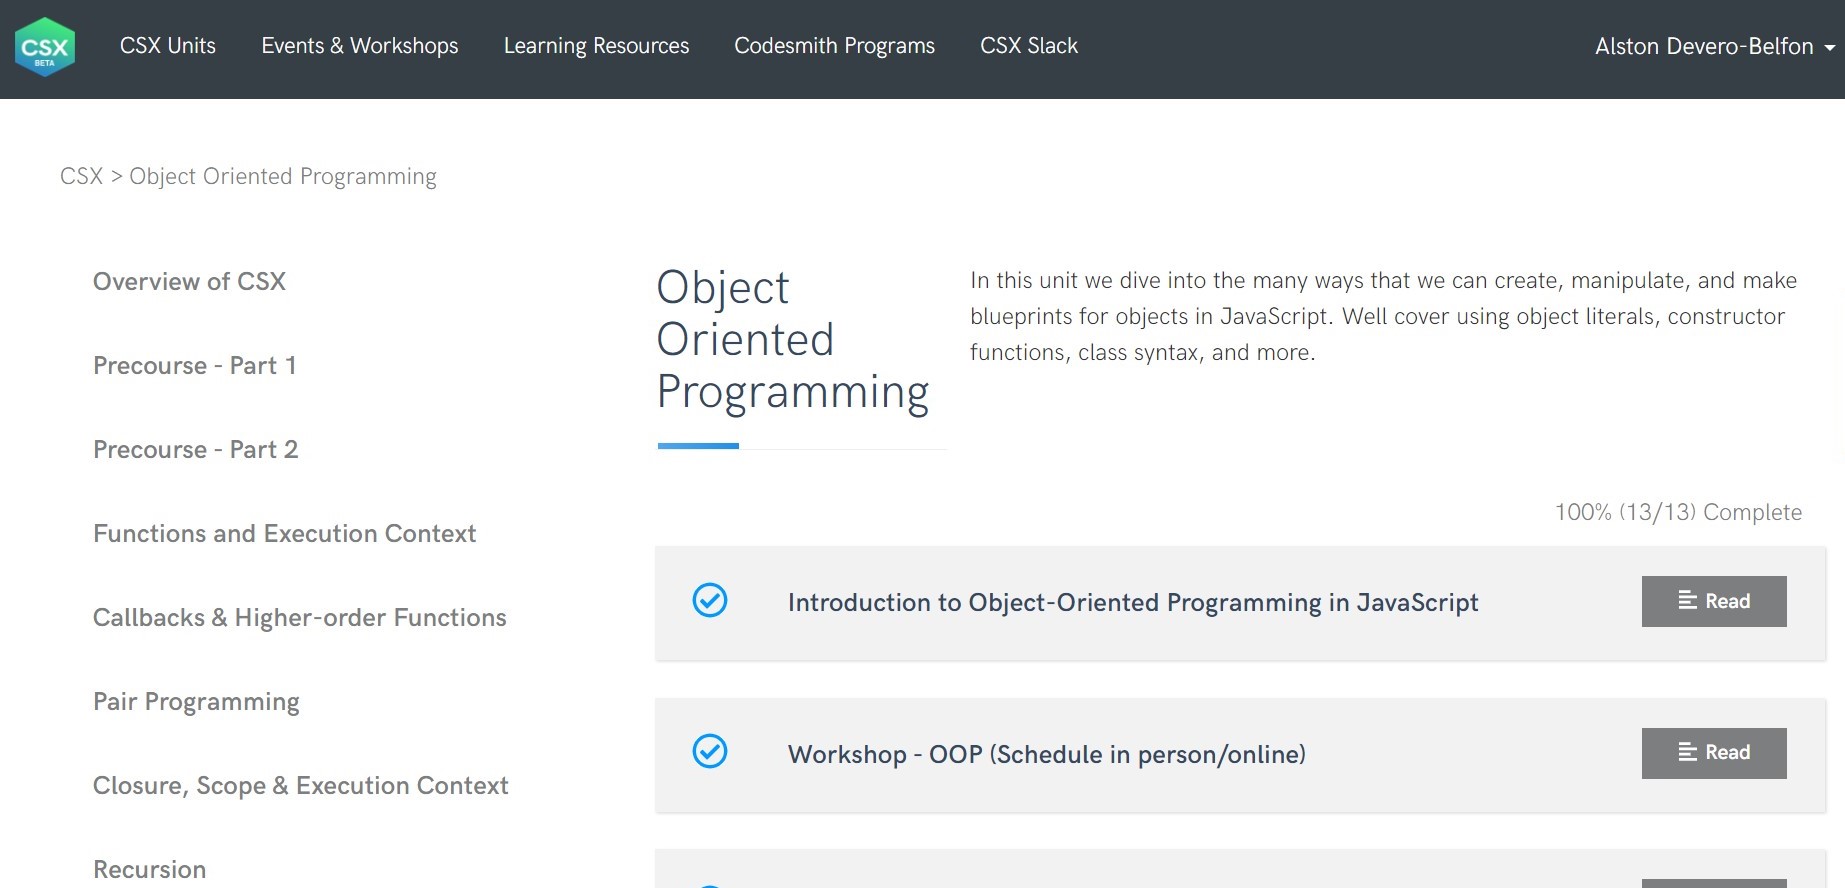 CSX
BETA
CSX Units
Events & Workshops
Learning Resources
Codesmith Programs
CSX Slack
Alston Devero-Belfon
CSX > Object Oriented Programming
Overview of CSX
Precourse - Part 1
Precourse - Part 2
Functions and Execution Context
Callbacks & Higher-order Functions
Pair Programming
Closure, Scope & Execution Context
Recursion
Object
Oriented
Programming
In this unit we dive into the many ways that we can create, manipulate, and make
blueprints for objects in JavaScript. Well cover using object literals, constructor
functions, class syntax, and more.
100% (13/13) Complete
Introduction to Object-Oriented Programming in JavaScript
Read
Workshop - OOP (Schedule in person/online)
Read